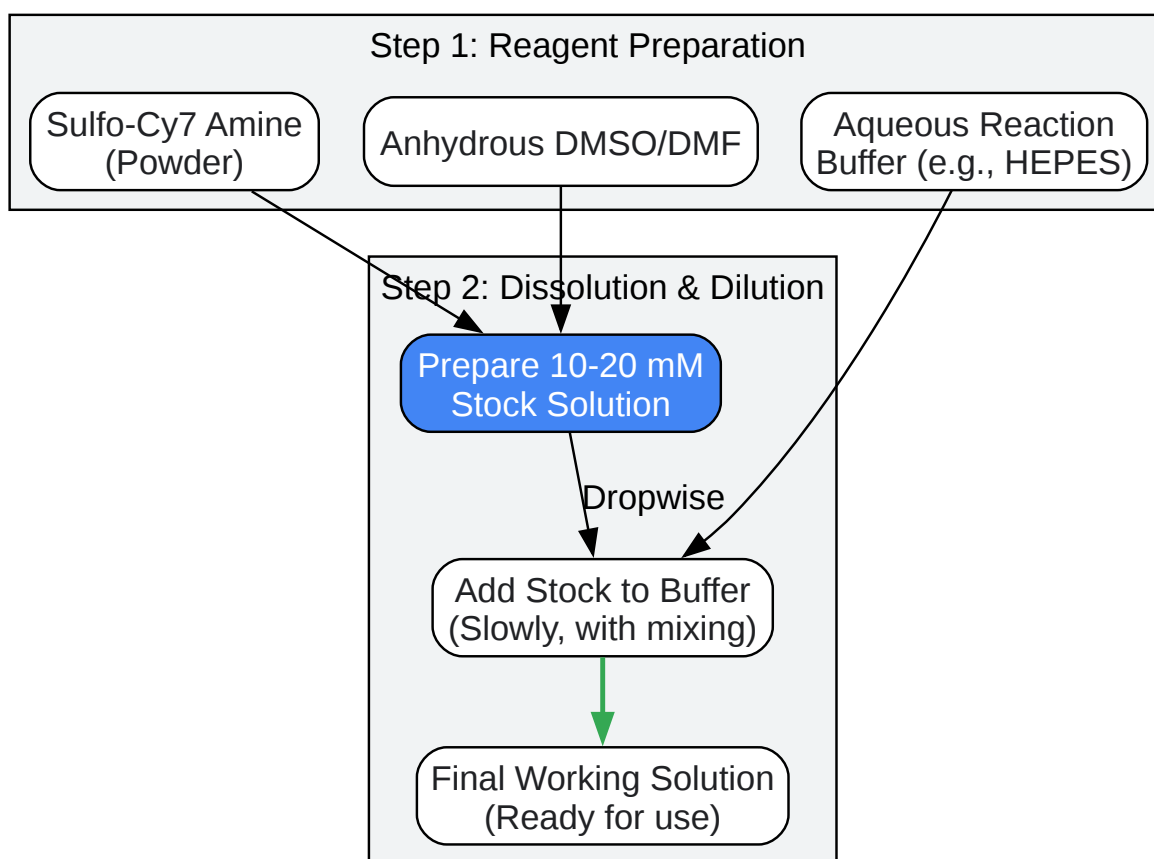 Step 1: Reagent Preparation
Sulfo-Cy7 Amine
(Powder)
Anhydrous DMSO/DMF
Aqueous Reaction
Buffer (e.g., HEPES)
Step 2: Dissolution & Dilution
Prepare 10-20 mM
Stock Solution
Dropwise
Add Stock to Buffer
(Slowly, with mixing)
Final Working Solution
(Ready for use)